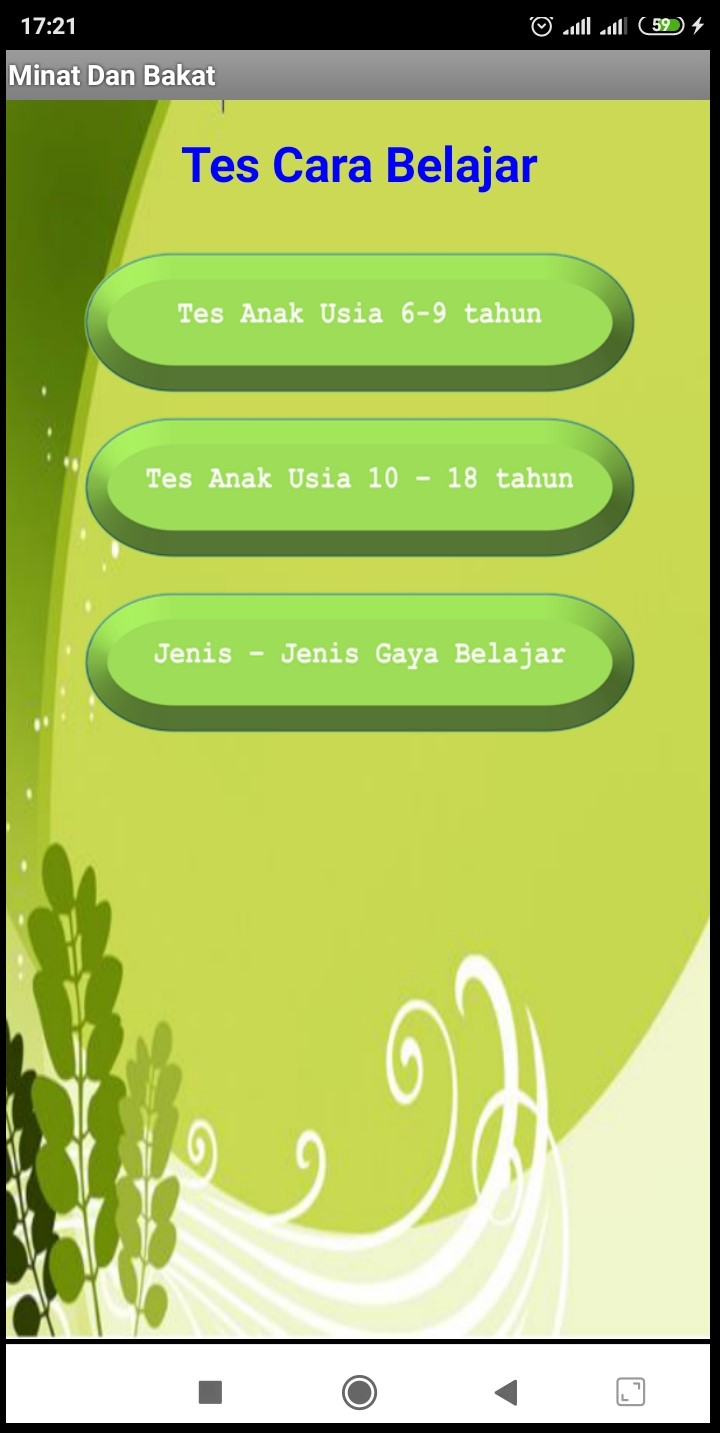 17:21
59
Minat Dan Bakat
Tes Cara Belajar
Tes Anak Usia 6-9 tahun
Tes Anak Usia 10 - 18 tahun
Jenis - Jenis Gaya Belajar